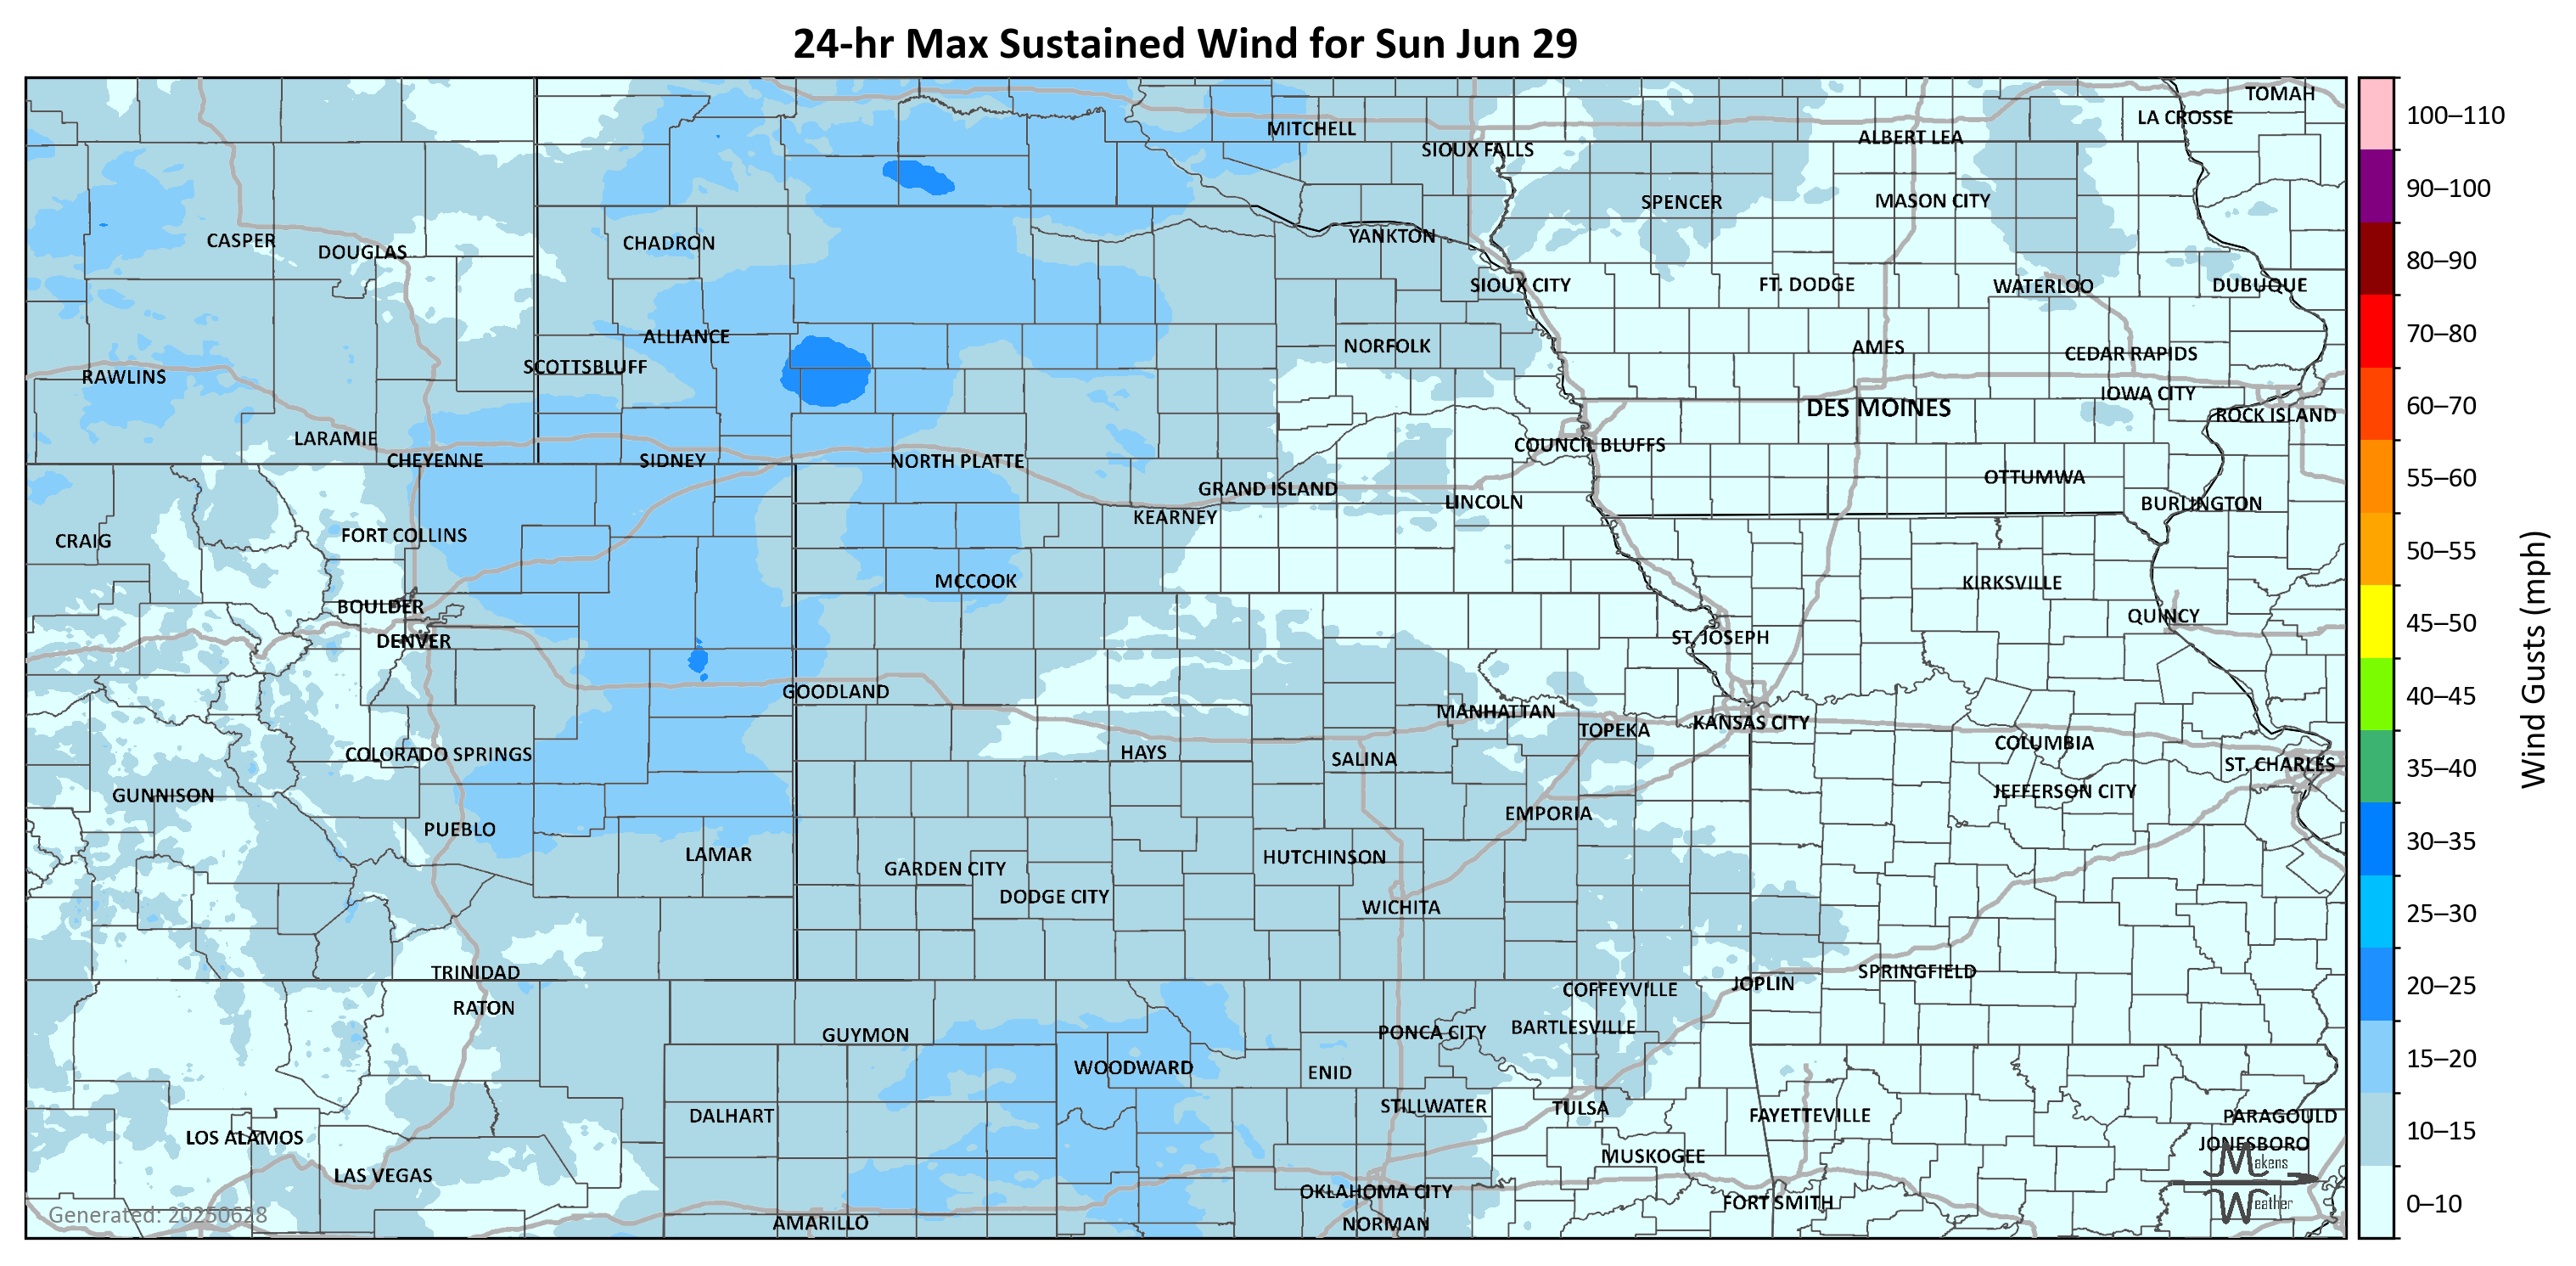 24-hr Max Sustained Wind for Sun Jun 29
TOMAH
LA CROSSE
MITCHELL
ALBERT LEA
SIOUX FALLS
SPENCER
MASON CITY
CASPER
DOUGLAS
CHADRON
YANKTON
SIOUX CITY
FT. DODGE
WATERLOO
DUBUQUE
ALLIANCE
NORFOLK
AMES
CEDAR RAPIDS
SCOTTSBLUFF
RAWLINS
IOWA CITY
DES MOINES
ROCK ISLAND
LARAMIE
COUNCIL BLUFFS
CHEYENNE
SIDNEY
NORTH PLATTE
OTTUMWA
GRAND ISLAND
LINCOLN
BURLINGTON
KEARNEY
FORT COLLINS
CRAIG
MCCOOK
KIRKSVILLE
BOULDER
QUINCY
DENVER
ST. JOSEPH
GOODLAND
MANHATTAN
TOPEKA
KANSAS CITY
COLUMBIA
COLORADO SPRINGS
HAYS
SALINA
ST. CHARLES
GUNNISON
JEFFERSON CITY
EMPORIA
PUEBLO
LAMAR
HUTCHINSON
GARDEN CITY
DODGE CITY
WICHITA
TRINIDAD
SPRINGFIELD
JOPLIN
COFFEYVILLE
RATON
GUYMON
PONCA CITY
BARTLESVILLE
WOODWARD
ENID
DALHART
STILLWATER
TULSA
FAYETTEVILLE
PARAGOULD
LOS ALAMOS
JONESBORO
MUSKOGEE
LAS VEGAS
OKLAHOMA CITY
FORT SMITH
AMARILLO
NORMAN
Generated: 20250628
Makens
Weather
100–110
90–100
80–90
70–80
60–70
55–60
50–55
45–50
40–45
35–40
30–35
25–30
20–25
15–20
10–15
0–10
Wind Gusts (mph)